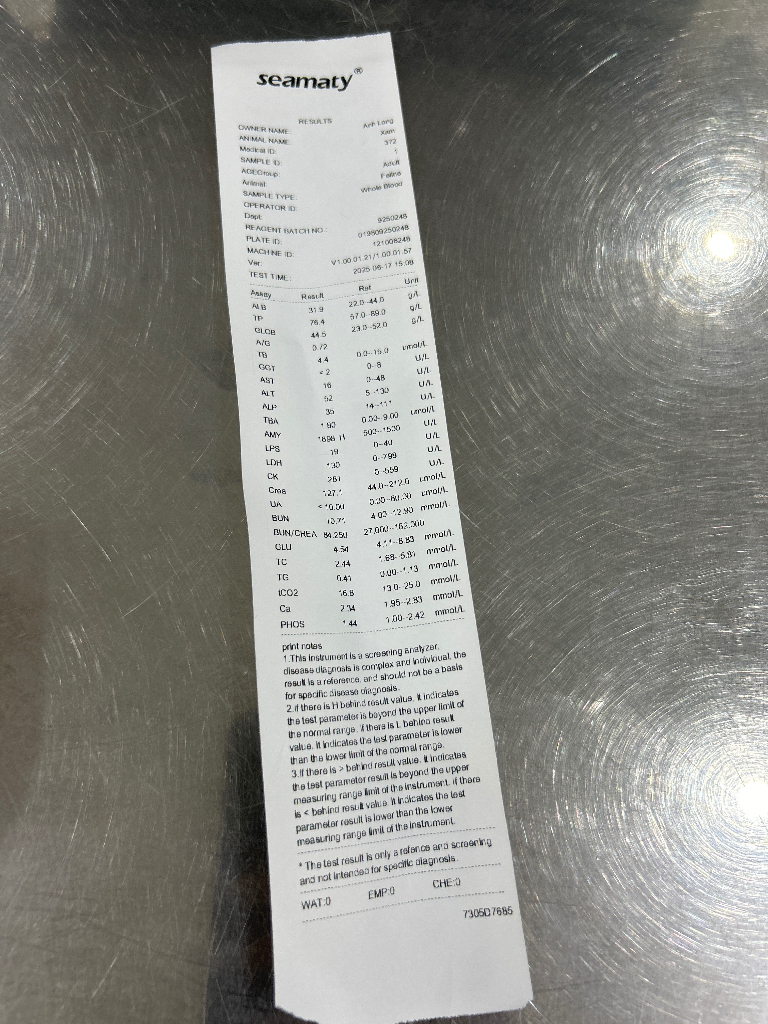 seamaty®
RESULTS
OWNER NAME: Anh Long
ANIMAL NAME: Xam
Medical ID: 372
SAMPLE ID: 1
AGEGroup: Adult
Animal: Feline
SAMPLE TYPE: Whole Blood
OPERATOR ID:
Dept:
REAGENT BATCH NO.: 9250248
PLATE ID: 019809250248
MACHINE ID: 121008248
Ver: V1.00.01.21/1.00.01.57
TEST TIME: 2025-06-17 15:09
Assay Result Ref Unit
ALB 31.9 22.0--44.0 g/L
TP 76.4 57.0--89.0 g/L
GLOB 44.5 23.0--52.0 g/L
A/G 0.72
TB 4.4 0.0--15.0 umol/L
GGT <2 0--8 U/L
AST 16 0--48 U/L
ALT 52 5--130 U/L
ALP 35 14--111 U/L
TBA 1.90 0.00--9.00 umol/L
AMY 1696 H 500--1500 U/L
LPS 19 0--40 U/L
LDH 130 0--799 U/L
CK 261 0--559 U/L
Crea 127.1 44.0--212.0 umol/L
UA <10.00 0.00--60.00 umol/L
BUN 10.71 4.00--12.90 mmol/L
BUN/CREA 84.250 27.000--182.000
GLU 4.54 4.11--8.83 mmol/L
TC 2.44 1.68--5.81 mmol/L
TG 0.41 0.00--1.13 mmol/L
tCO2 16.8 13.0--25.0 mmol/L
Ca 2.34 1.95--2.83 mmol/L
PHOS 1.44 1.00--2.42 mmol/L
print notes
1.This instrument is a screening analyzer,
disease diagnosis is complex and individual, the
result is a reference, and should not be a basis
for specific disease diagnosis.
2.if there is H behind result value. It indicates
the test parameter is beyond the upper limit of
the normal range. if there is L behind result
value. It indicates the test parameter is lower
than the lower limit of the normal range.
3.If there is > behind result value. It indicates
the test parameter result is beyond the upper
measuring range limit of the instrument. if there
is < behind result value. It indicates the test
parameter result is lower than the lower
measuring range limit of the instrument.
* The test result is only a refence and screening
and not intended for specific diagnosis.
WAT:0 EMP:0 CHE:0
7305D7685